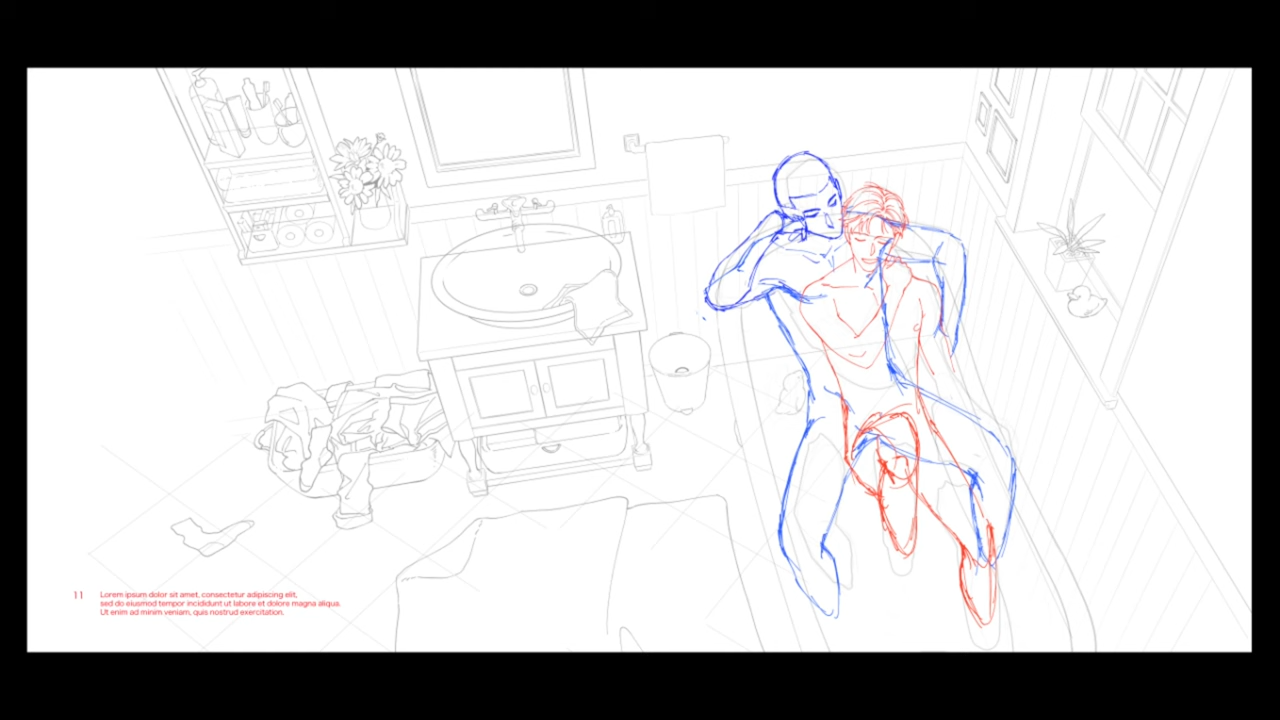 11
Lorem ipsum dolor sit amet, consectetur adipiscing elit,
sed do eiusmod tempor incididunt ut labore et dolore magna aliqua.
Ut enim ad minim veniam, quis nostrud exercitation.